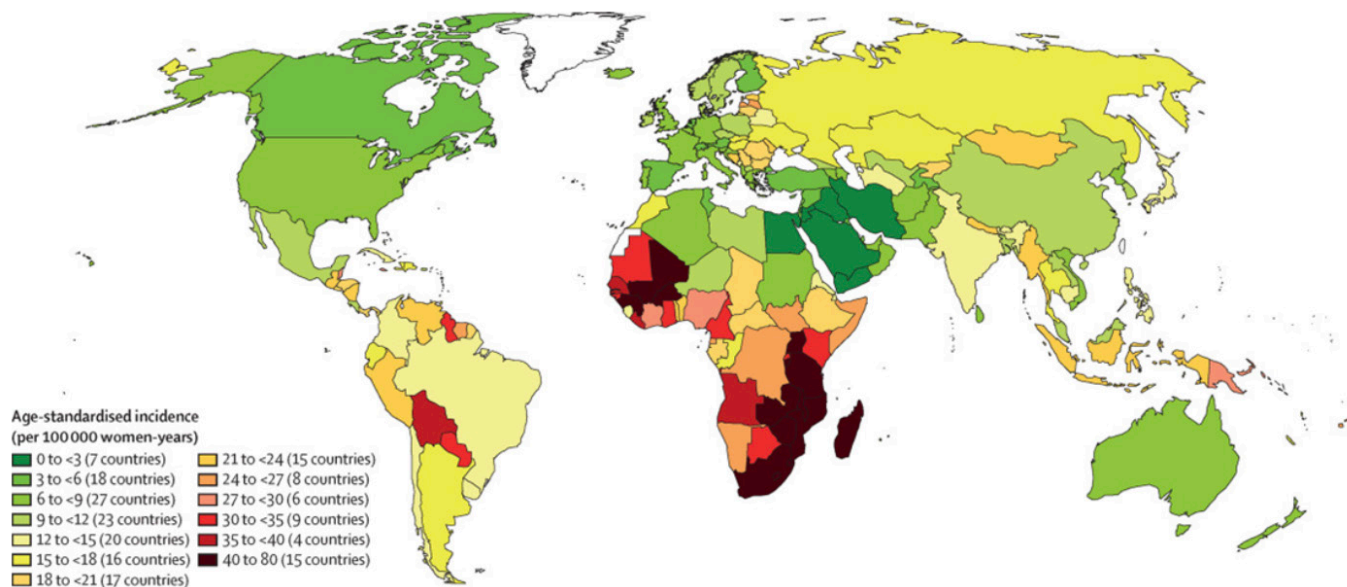 Age-standardised incidence
(per 100 000 women-years)
0 to <3 (7 countries)
3 to <6 (18 countries)
6 to <9 (27 countries)
9 to <12 (23 countries)
12 to <15 (20 countries)
15 to <18 (16 countries)
18 to <21 (17 countries)
21 to <24 (15 countries)
24 to <27 (8 countries)
27 to <30 (6 countries)
30 to <35 (9 countries)
35 to <40 (4 countries)
40 to 80 (15 countries)